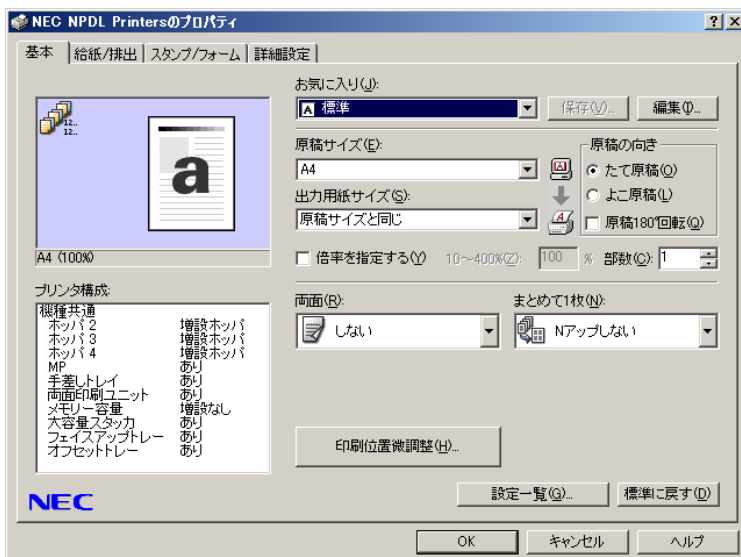 NEC NPDL Printersのプロパティ
基本 給紙/排出 スタンプ/フォーム 詳細設定
12..
12..
a
A4 (100%)
プリンタ構成:
機種共通
ホッパ 2 増設ホッパ
ホッパ 3 増設ホッパ
ホッパ 4 増設ホッパ
MP あり
手差しトレイ あり
両面印刷ユニット あり
メモリー容量 増設なし
大容量スタッカ あり
フェイスアップトレー あり
オフセットトレー あり
NEC
お気に入り(J):
A 標準 保存(V)... 編集(I)...
原稿サイズ(E):
A4
出力用紙サイズ(S):
原稿サイズと同じ
原稿の向き
たて原稿(O)
よこ原稿(L)
原稿180°回転(Q)
倍率を指定する(Y) 10～400%(Z): 100 % 部数(C): 1
両面(R): まとめて1枚(N):
しない Nアップしない
印刷位置微調整(H)...
設定一覧(G)... 標準に戻す(D)
OK キャンセル ヘルプ